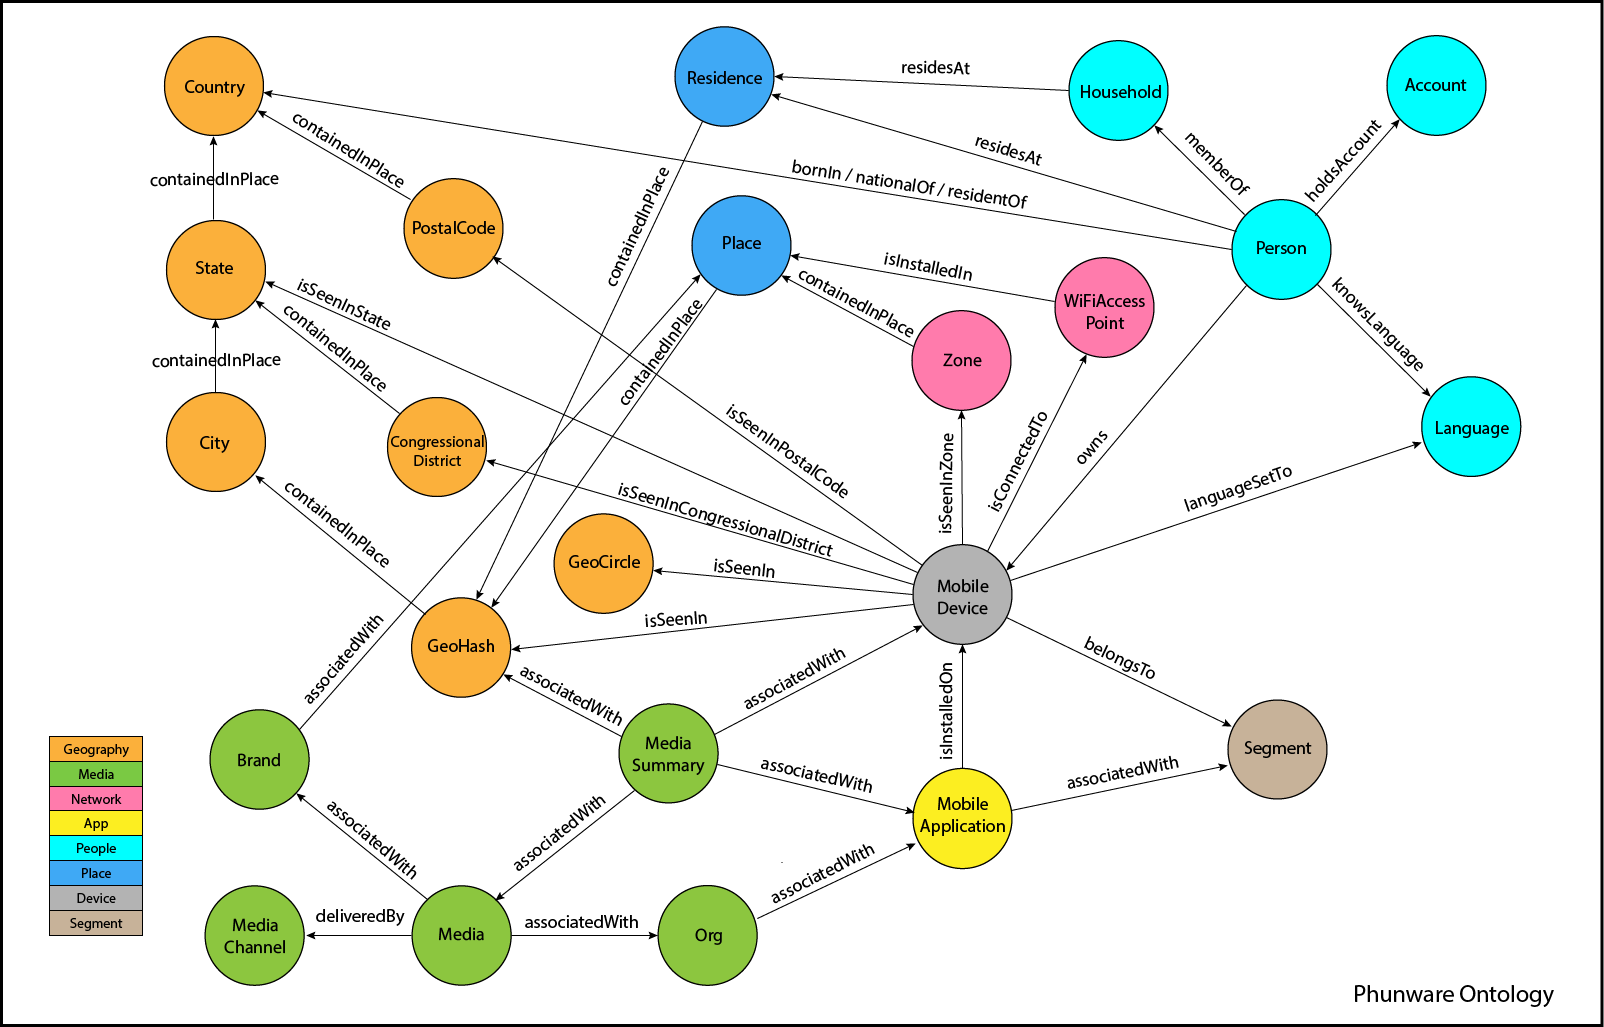 Country
Residence
residesAt
Household
Account
containedInPlace
residesAt
memberOf
holdsAccount
containedInPlace
bornIn / nationalOf / residentOf
PostalCode
containedInPlace
Place
Person
State
isSeenInState
isInstalledIn
containedInPlace
WiFiAccess
Point
knowsLanguage
containedInPlace
containedInPlace
containedInPlace
Zone
City
Congressional
District
isSeenInPostalCode
isSeenInZone
isConnectedTo
owns
Language
languageSetTo
containedInPlace
isSeenInCongressionalDistrict
GeoCircle
isSeenIn
Mobile
Device
isSeenIn
GeoHash
associatedWith
associatedWith
associatedWith
isInstalledOn
belongsTo
Brand
Media
Summary
associatedWith
associatedWith
Segment
Mobile
Application
associatedWith
associatedWith
associatedWith
Media
Channel
deliveredBy
Media
associatedWith
Org
Geography
Media
Network
App
People
Place
Device
Segment
Phunware Ontology